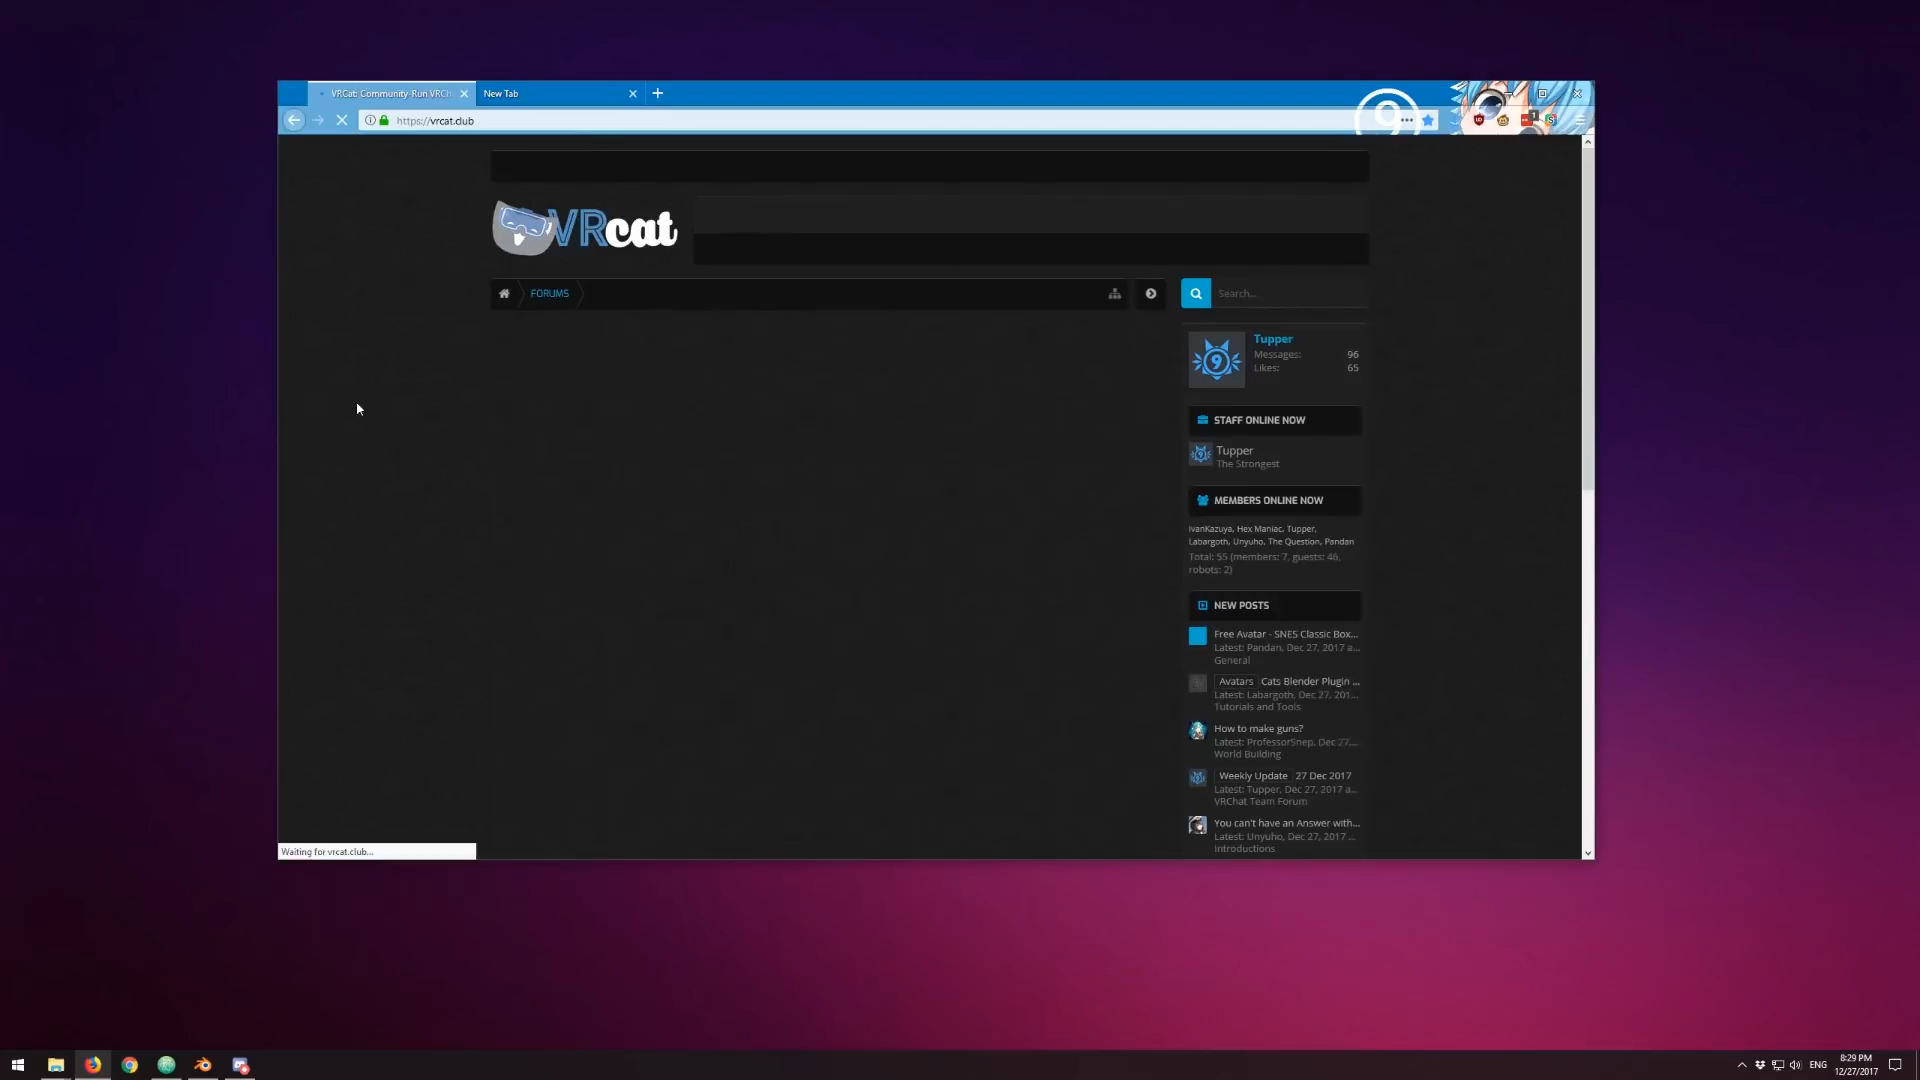 VRCat: Community-Run VRCh
New Tab
https://vrcat.club
9
VRcat
FORUMS
Search...
Tupper
Messages: 96
Likes: 65
9
STAFF ONLINE NOW
Tupper
The Strongest
MEMBERS ONLINE NOW
IvanKazuya, Hex Maniac, Tupper,
Labargoth, Unyuho, The Question, Pandan
Total: 55 (members: 7, guests: 46,
robots: 2)
NEW POSTS
Free Avatar - SNES Classic Box...
Latest: Pandan, Dec 27, 2017 a...
General
Avatars Cats Blender Plugin ...
Latest: Labargoth, Dec 27, 201...
Tutorials and Tools
How to make guns?
Latest: ProfessorSnep, Dec 27,...
World Building
Weekly Update 27 Dec 2017
Latest: Tupper, Dec 27, 2017 a...
VRChat Team Forum
You can't have an Answer with...
Latest: Unyuho, Dec 27, 2017 ...
Introductions
Waiting for vrcat.club...
ENG
8:29 PM
12/27/2017